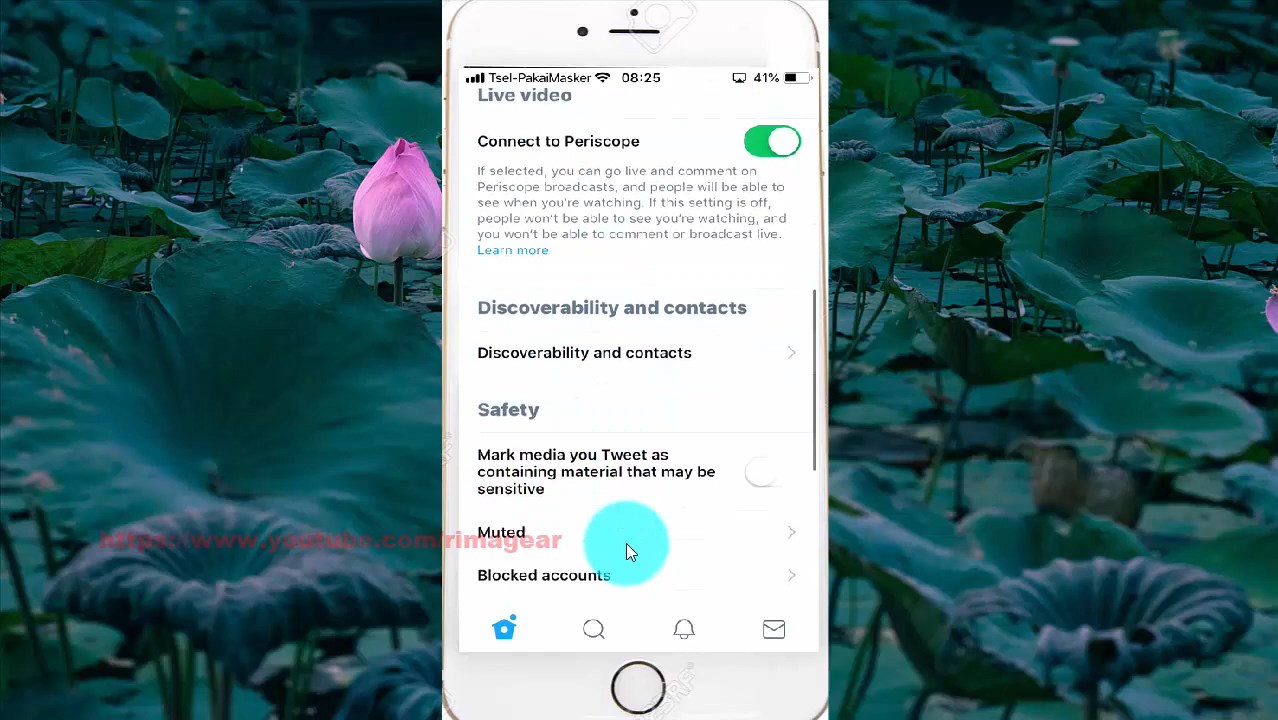 Tsel-PakaiMasker 08:25 41%
Live video
Connect to Periscope
If selected, you can go live and comment on
Periscope broadcasts, and people will be able to
see when you're watching. If this setting is off,
people won't be able to see you're watching, and
you won't be able to comment or broadcast live.
Learn more
Discoverability and contacts
Discoverability and contacts
Safety
Mark media you Tweet as
containing material that may be
sensitive
Muted
https://www.youtube.com/rimagear
Blocked accounts